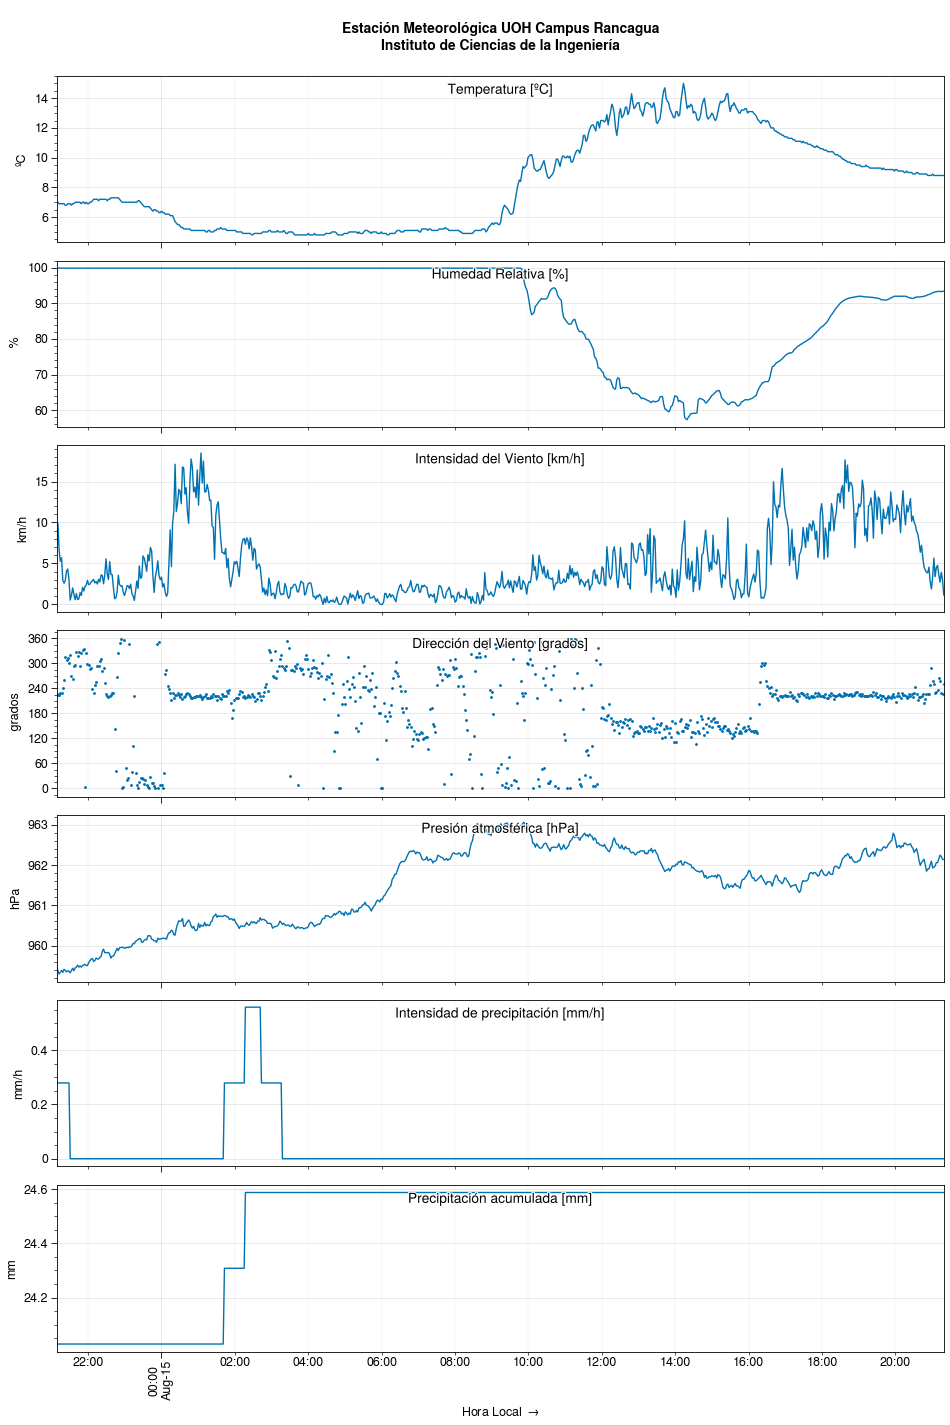 Estación Meteorológica UOH Campus Rancagua
Instituto de Ciencias de la Ingeniería
Temperatura [ºC]
14
12
10
8
6
ºC
Humedad Relativa [%]
100
90
80
70
60
%
Intensidad del Viento [km/h]
15
10
5
0
km/h
Dirección del Viento [grados]
360
300
240
180
120
60
0
grados
Presión atmosférica [hPa]
963
962
961
960
hPa
Intensidad de precipitación [mm/h]
0.4
0.2
0
mm/h
Precipitación acumulada [mm]
24.6
24.4
24.2
mm
22:00
00:00
Aug-15
02:00
04:00
06:00
08:00
10:00
12:00
14:00
16:00
18:00
20:00
Hora Local →